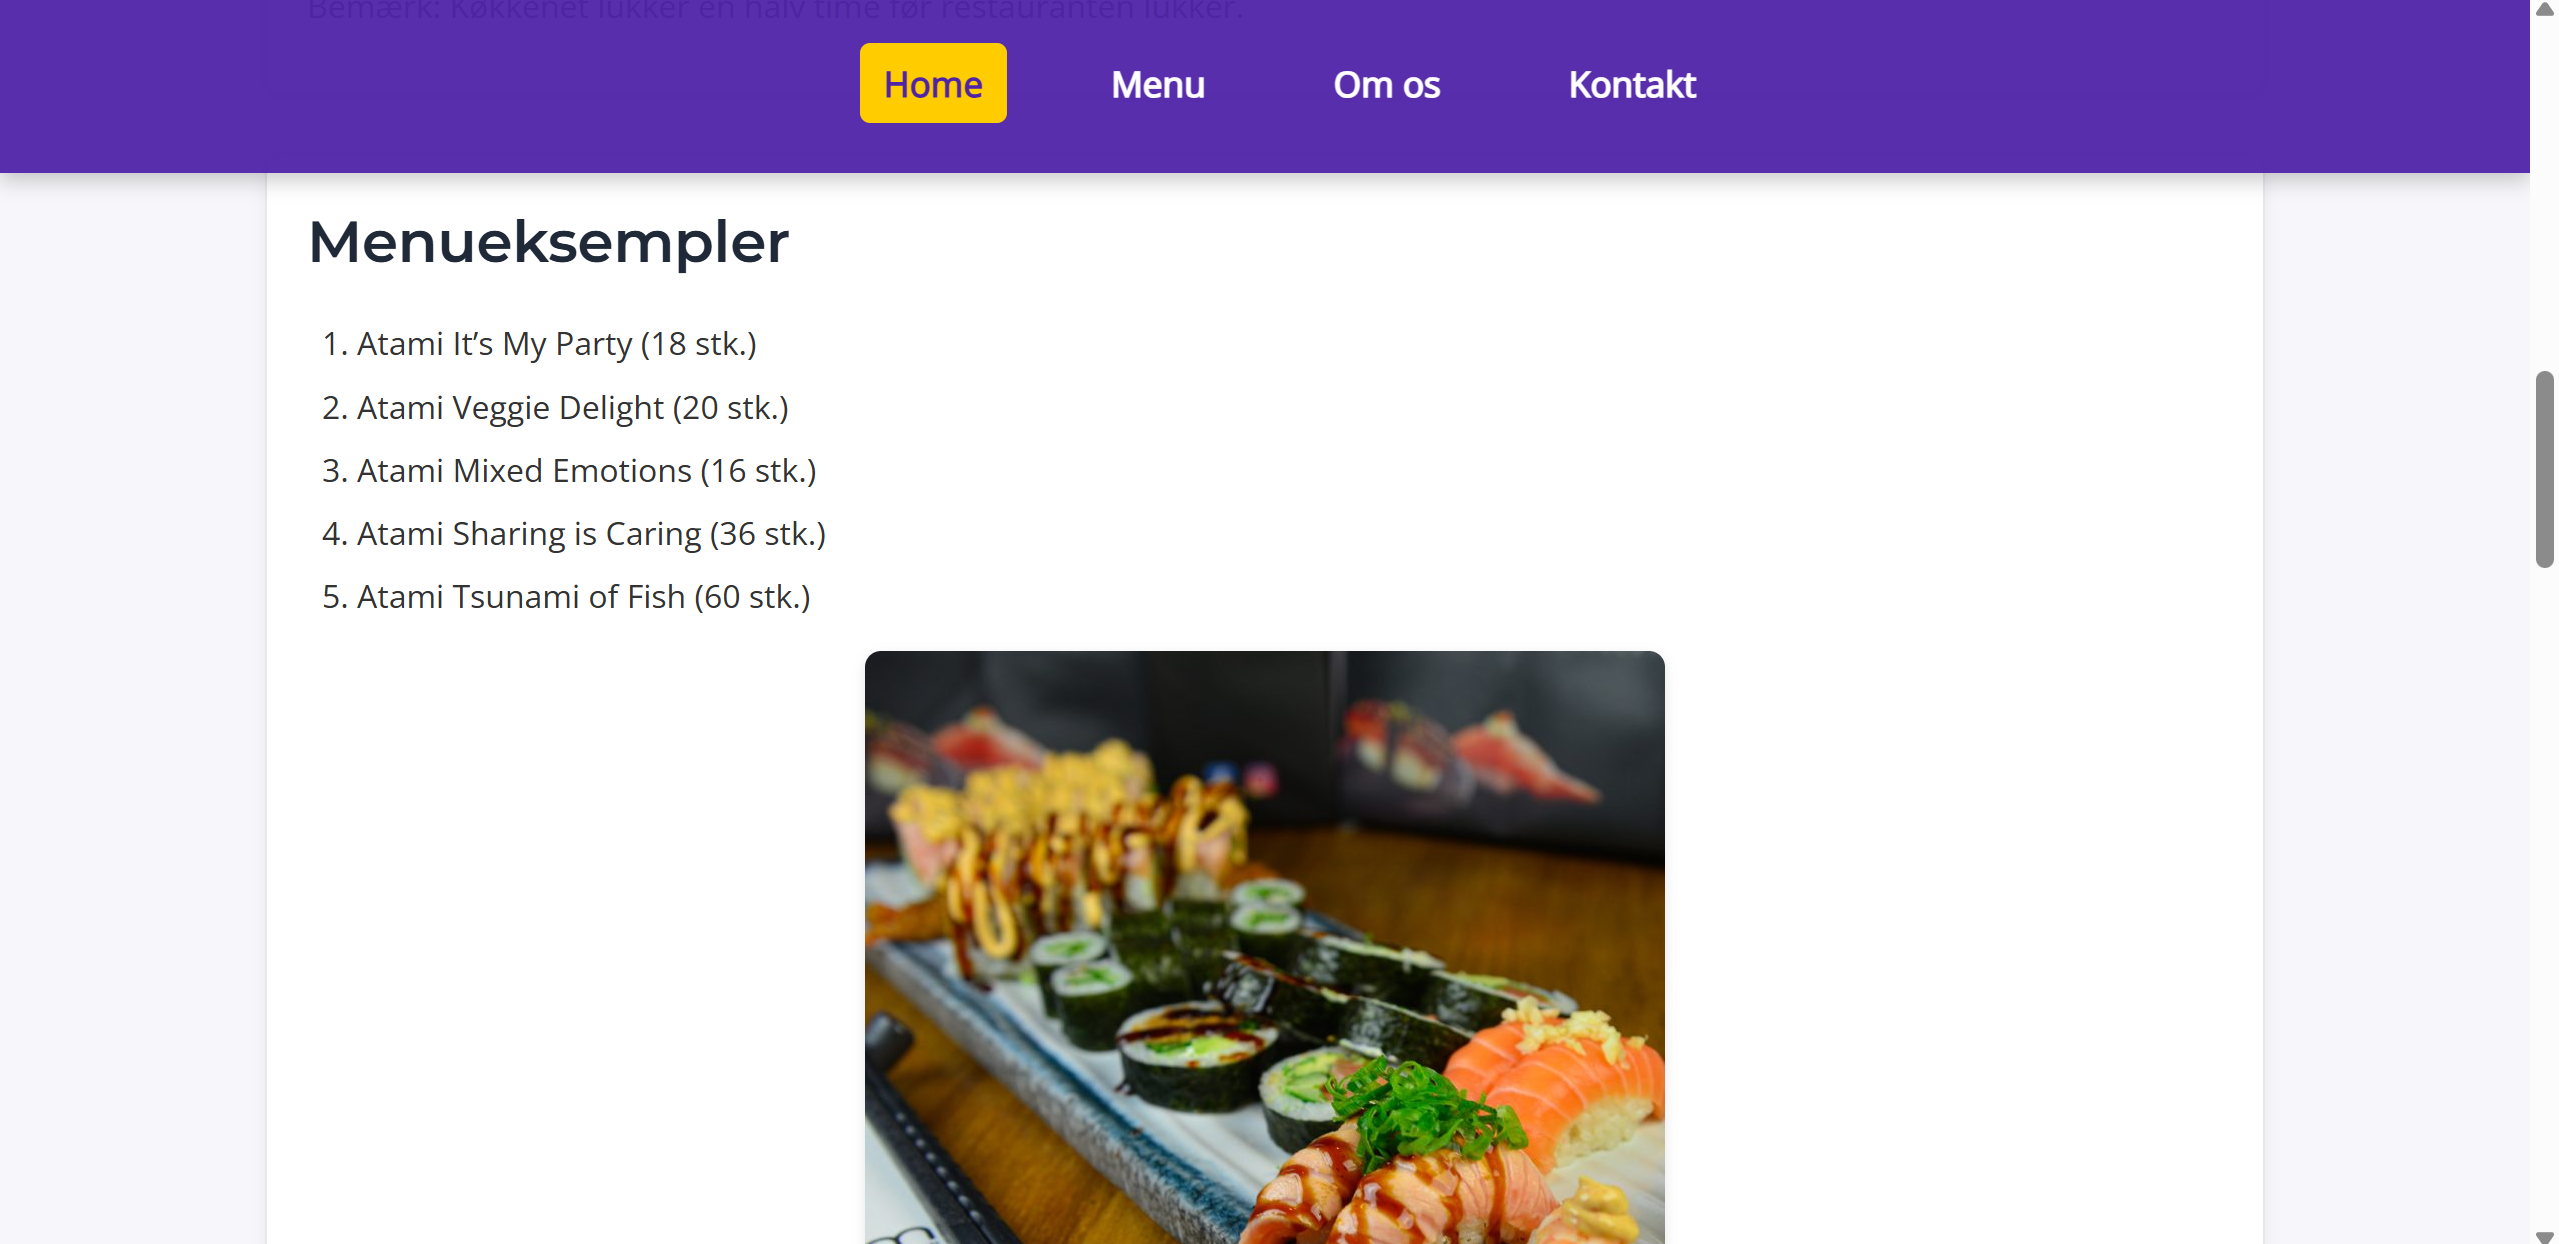 Bemærk: Køkkenet lukker en halv time før restauranten lukker.
Home
Menu
Om os
Kontakt
Menueksempler
1. Atami It’s My Party (18 stk.)
2. Atami Veggie Delight (20 stk.)
3. Atami Mixed Emotions (16 stk.)
4. Atami Sharing is Caring (36 stk.)
5. Atami Tsunami of Fish (60 stk.)